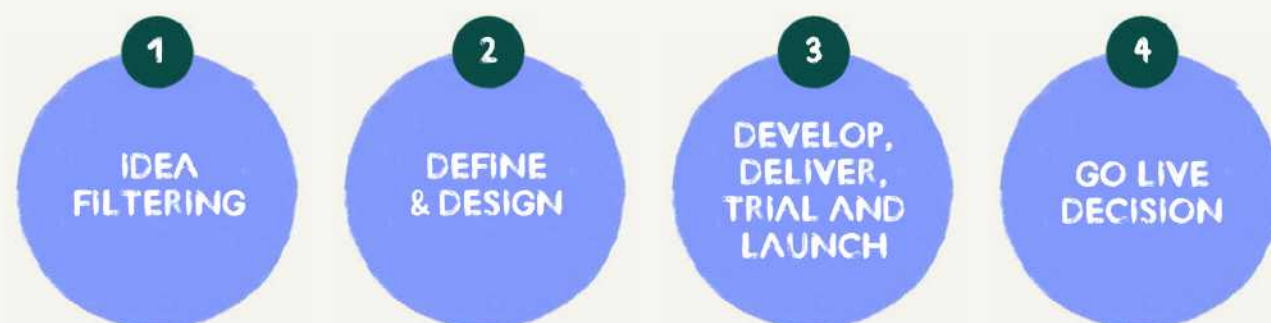 1
IDEA
FILTERING
2
DEFINE
& DESIGN
3
DEVELOP,
DELIVER,
TRIAL AND
LAUNCH
4
GO LIVE
DECISION